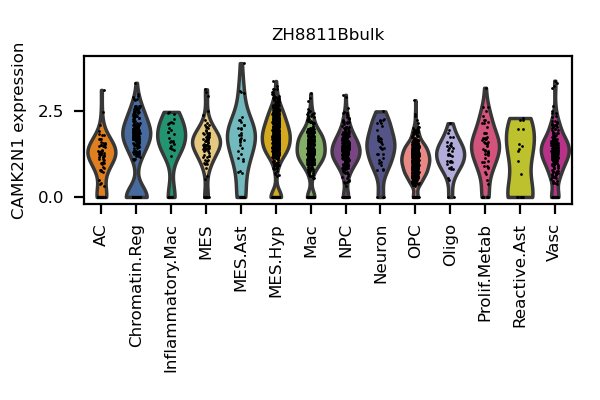 ZH8811Bbulk
CAMK2N1 expression
2.5
0.0
AC
Chromatin.Reg
Inflammatory.Mac
MES
MES.Ast
MES.Hyp
Mac
NPC
Neuron
OPC
Oligo
Prolif.Metab
Reactive.Ast
Vasc